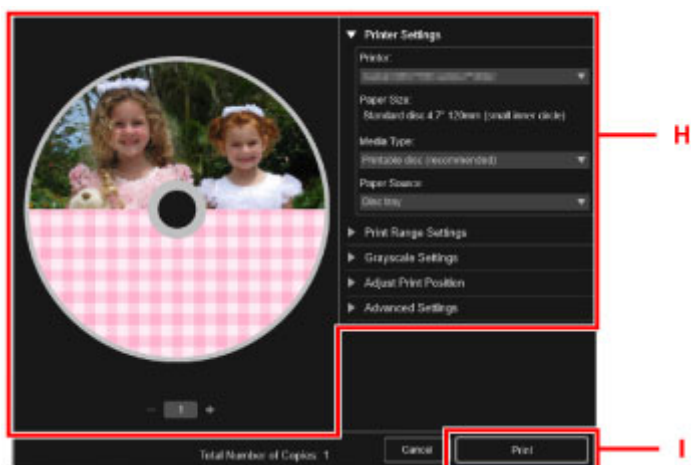 Printer Settings
Printer:
Paper Size:
Standard disc 4.7" 120mm (small inner circle)
Media Type:
Printable disc (recommended)
Paper Source:
Disc tray
Print Range Settings
Grayscale Settings
Adjust Print Position
Advanced Settings
H
1
Total Number of Copies: 1
Cancel
Print
I